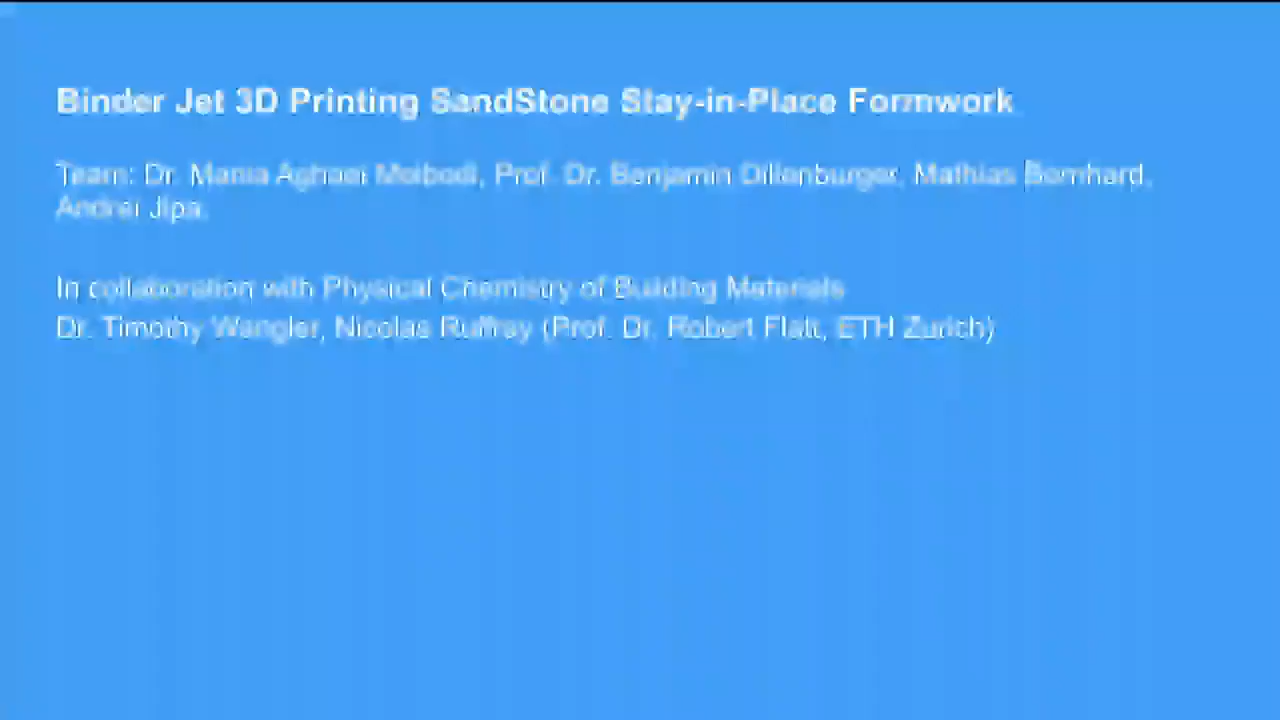 Binder Jet 3D Printing SandStone Stay-in-Place Formwork
Team: Dr. Mania Aghaei Meibodi, Prof. Dr. Benjamin Dillenburger, Mathias Bernhard,
Andrei Jipa.
In collaboration with Physical Chemistry of Building Materials
Dr. Timothy Wangler, Nicolas Ruffray (Prof. Dr. Robert Flatt, ETH Zurich)